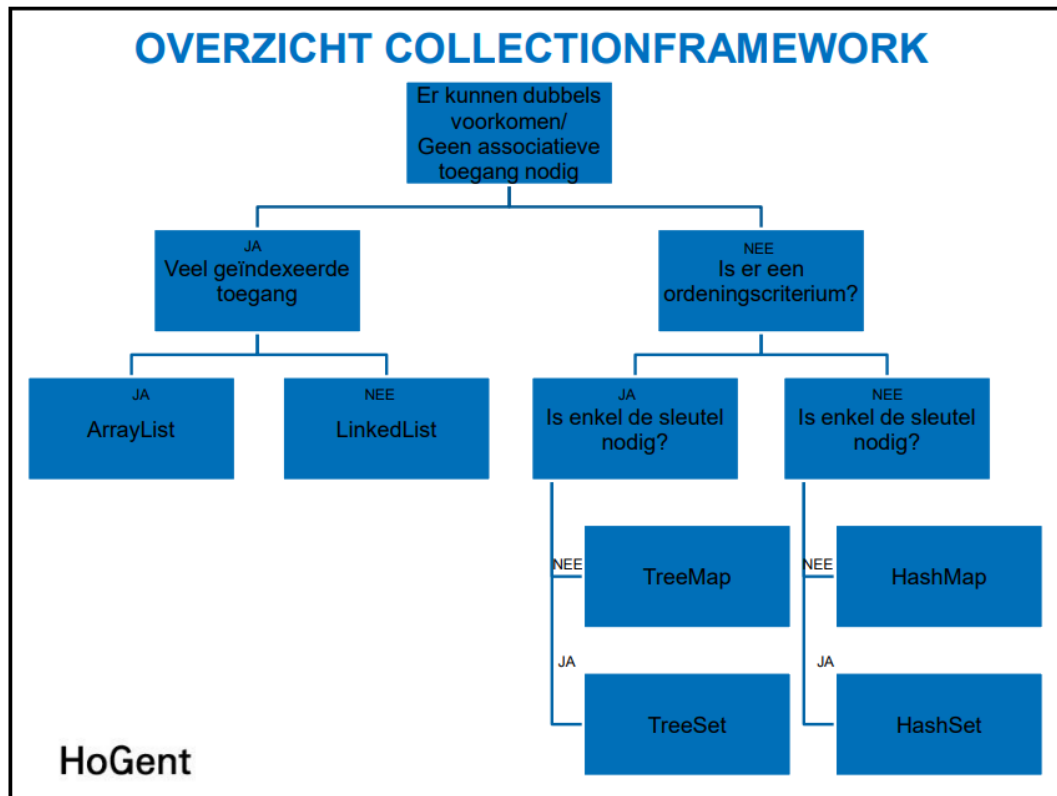 OVERZICHT COLLECTIONFRAMEWORK
Er kunnen dubbels
voorkomen/
Geen associatieve
toegang nodig
JA
Veel geïndexeerde
toegang
NEE
Is er een
ordeningscriterium?
JA
ArrayList
NEE
LinkedList
JA
Is enkel de sleutel
nodig?
NEE
Is enkel de sleutel
nodig?
NEE
TreeMap
NEE
HashMap
JA
TreeSet
JA
HashSet
HoGent